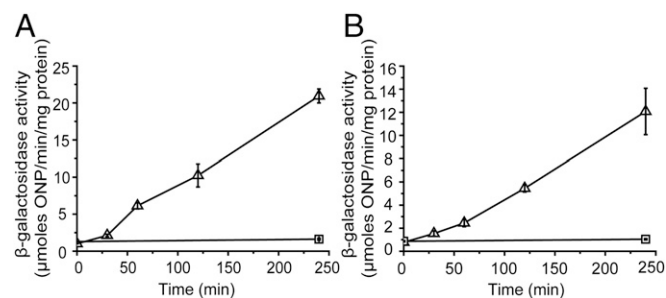 A
β-galactosidase activity
(μmoles ONP/min/mg protein)
25
20
15
10
5
0
0 50 100 150 200 250
Time (min)
B
β-galactosidase activity
(μmoles ONP/min/mg protein)
16
14
12
10
8
6
4
2
0
0 50 100 150 200 250
Time (min)